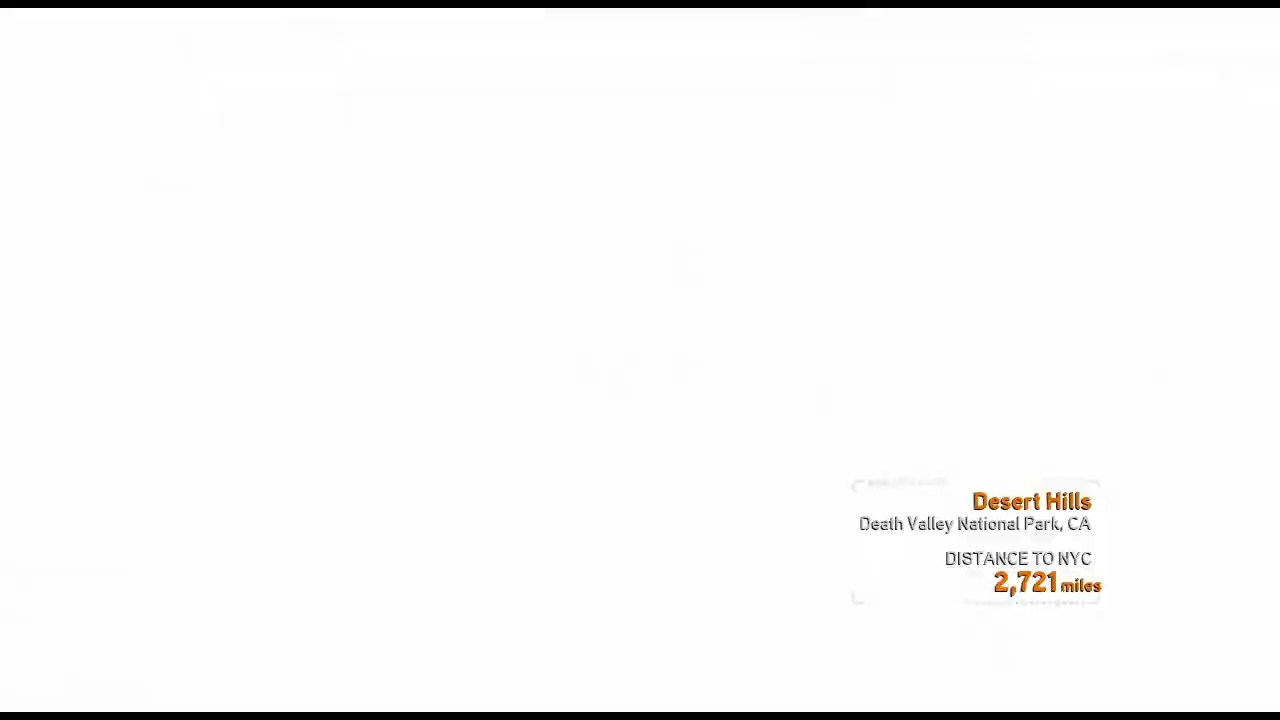 Desert Hills
Death Valley National Park, CA
DISTANCE TO NYC
2,721 miles